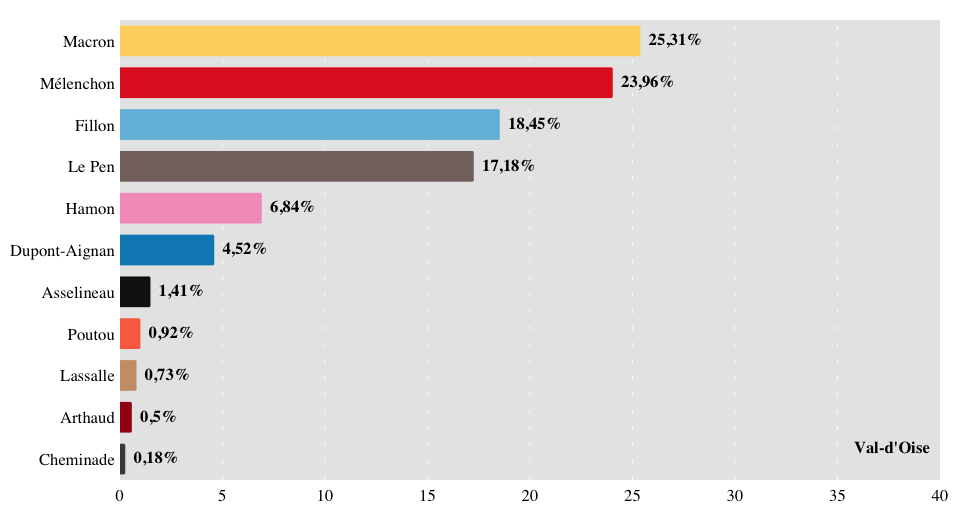 Macron 25,31%
Mélenchon 23,96%
Fillon 18,45%
Le Pen 17,18%
Hamon 6,84%
Dupont-Aignan 4,52%
Asselineau 1,41%
Poutou 0,92%
Lassalle 0,73%
Arthaud 0,5%
Val-d'Oise
Cheminade 0,18%
0 5 10 15 20 25 30 35 40